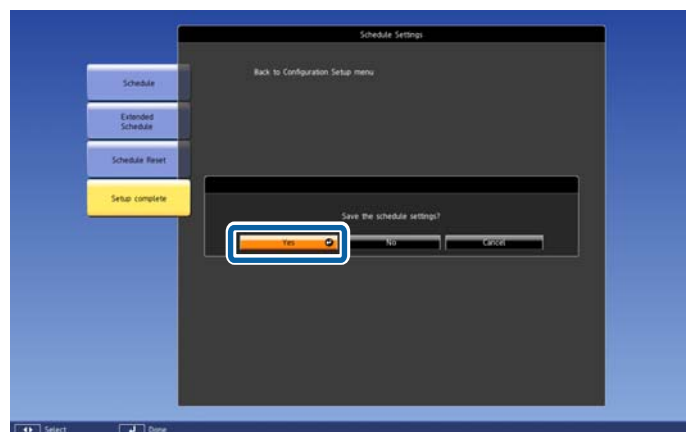 Schedule Settings
Back to Configuration Setup menu
Schedule
Extended
Schedule
Schedule Reset
Setup complete
Save the schedule settings?
Yes No Cancel
Select Done